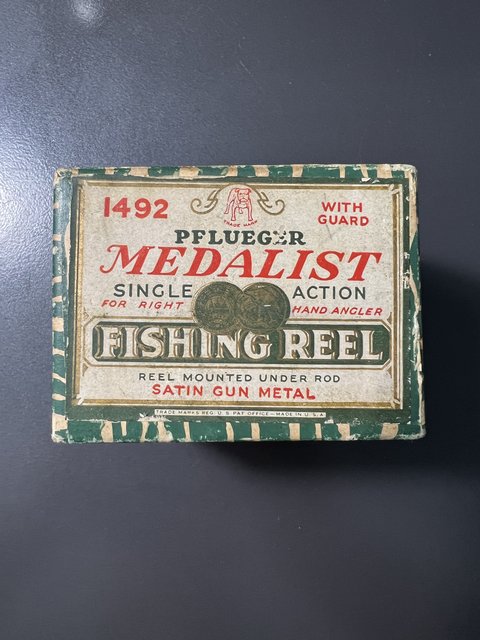 1492
TRADE MARK
WITH
GUARD
PFLUEGER
MEDALIST
SINGLE ACTION
FOR RIGHT HAND ANGLER
FISHING REEL
REEL MOUNTED UNDER ROD
SATIN GUN METAL
TRADE MARKS REG. U.S. PAT OFFICE—MADE IN U.S.A.